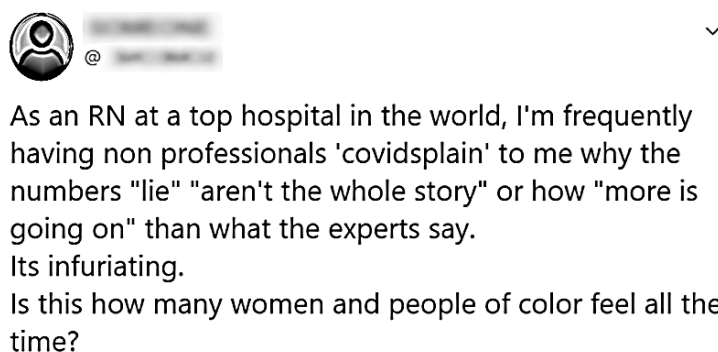 @
As an RN at a top hospital in the world, I'm frequently
having non professionals 'covidsplain' to me why the
numbers "lie" "aren't the whole story" or how "more is
going on" than what the experts say.
Its infuriating.
Is this how many women and people of color feel all the
time?